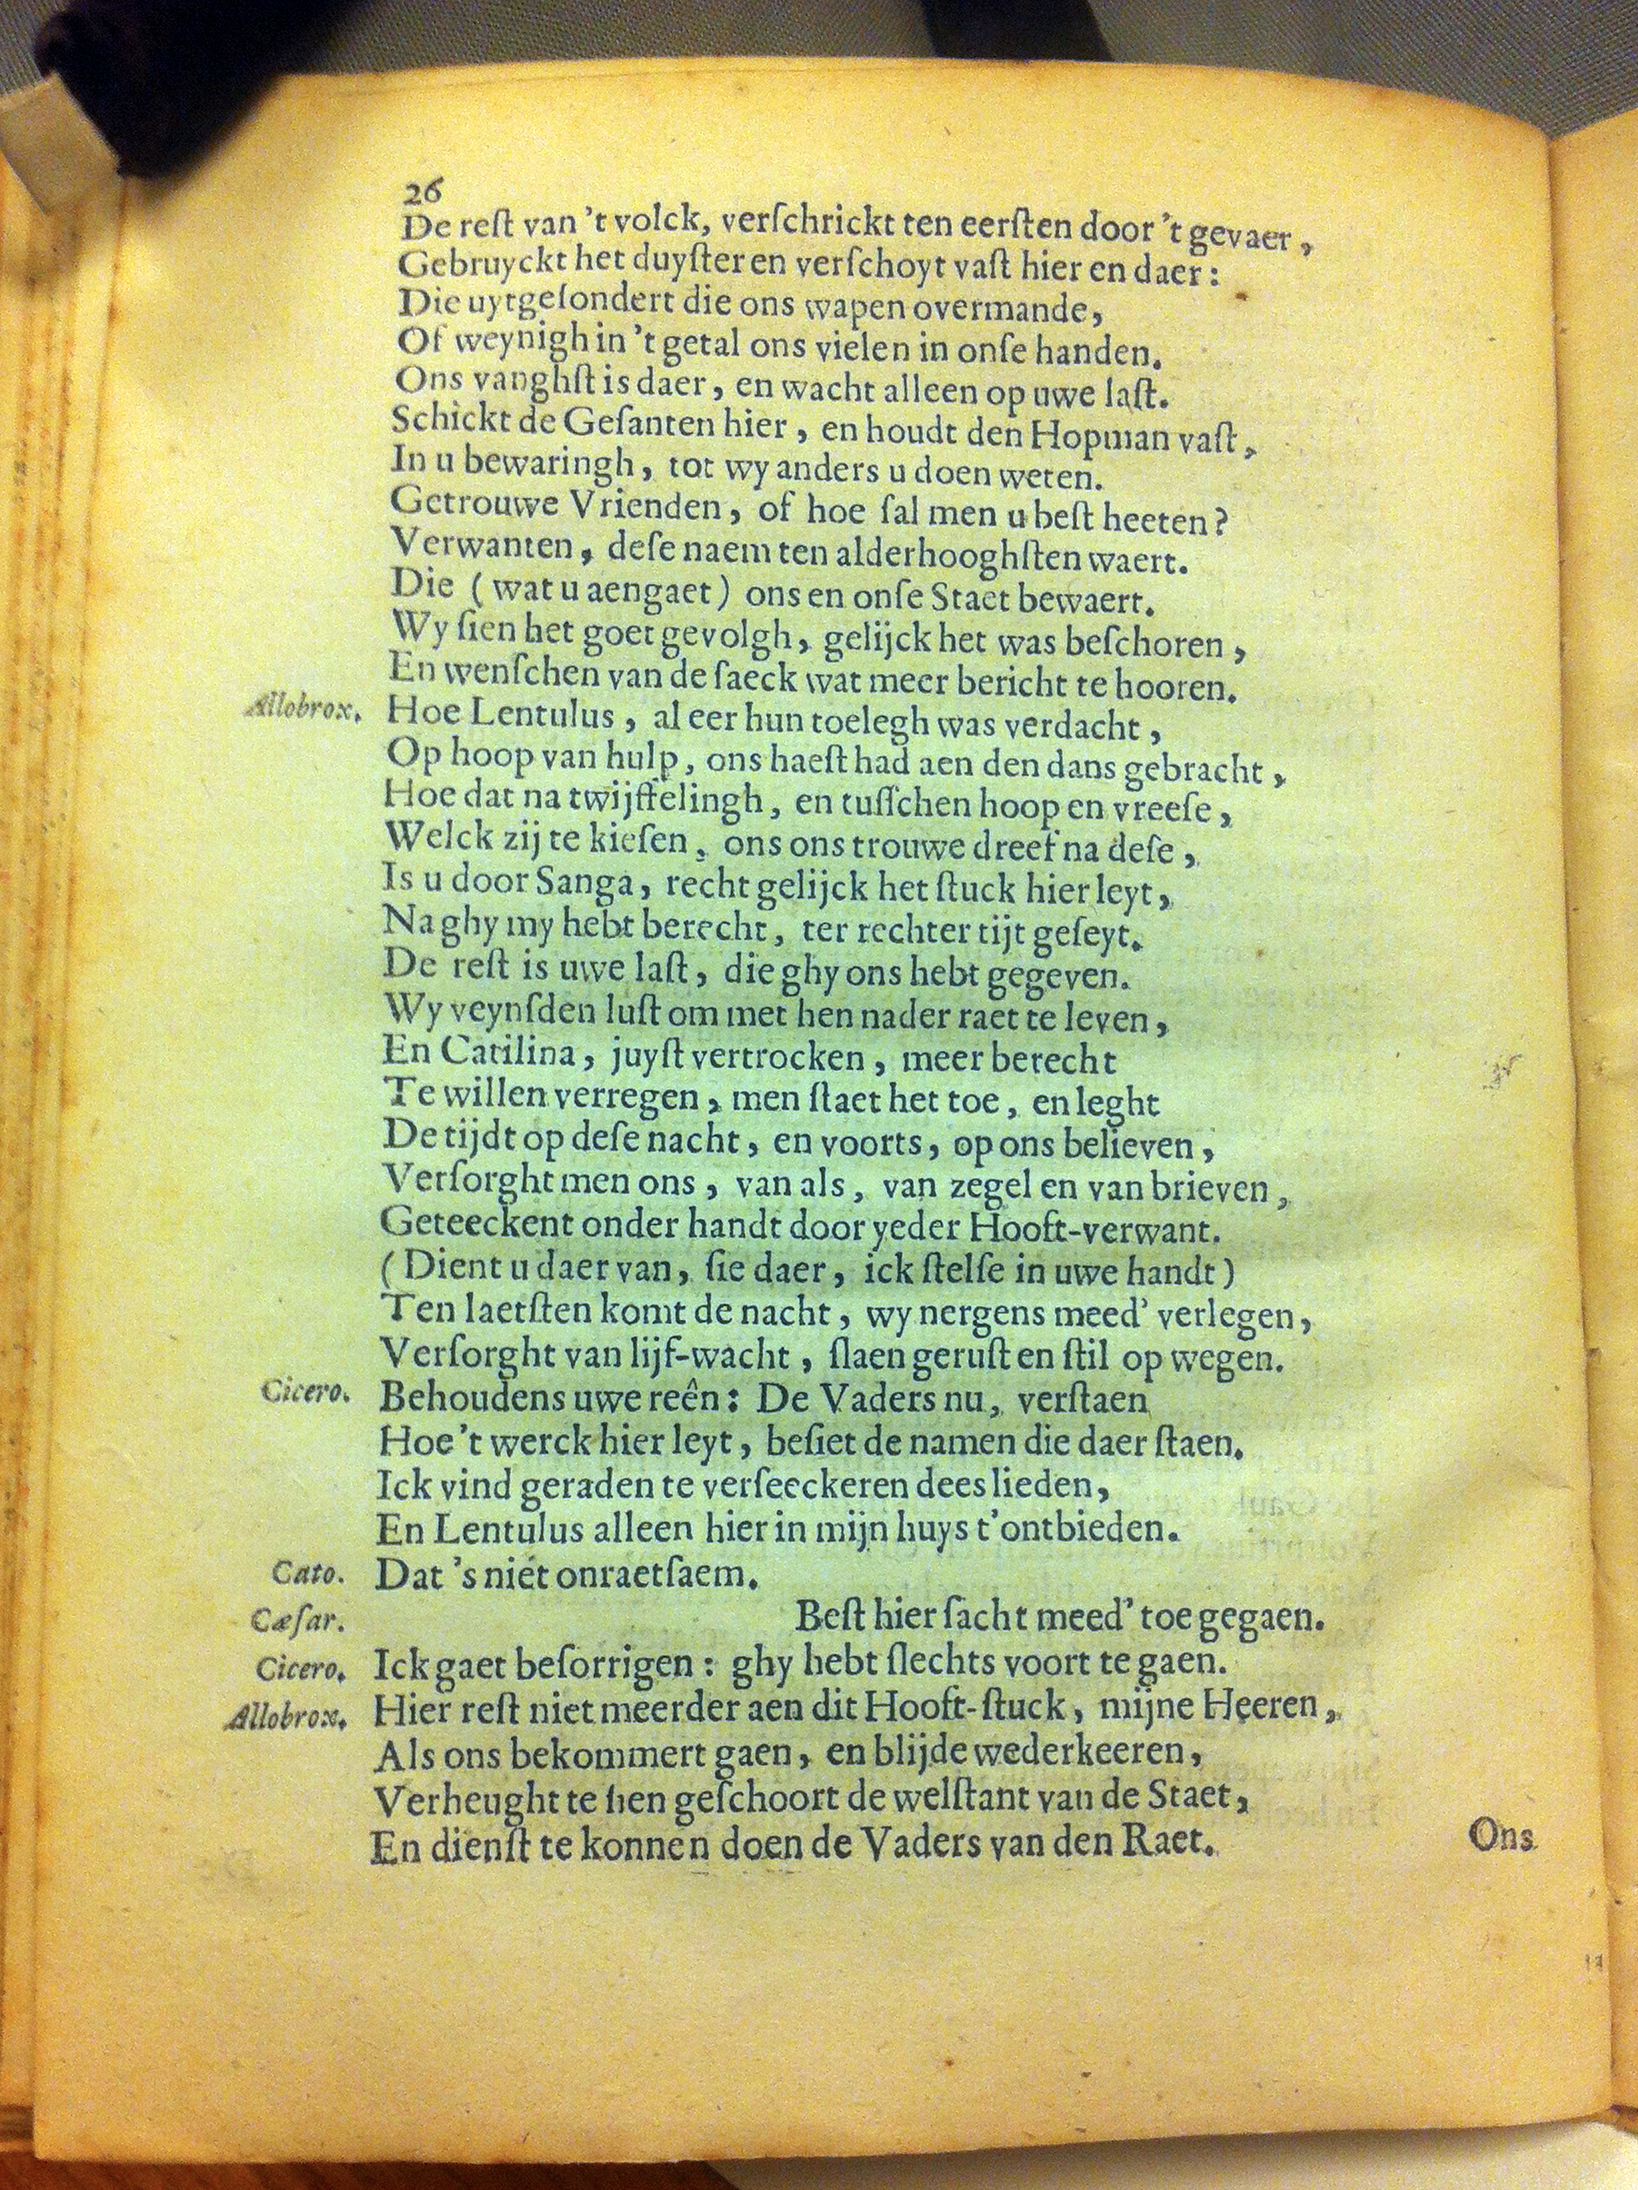 26
De reſt van 't volck, verſchrickt ten eerſten door 't gevaer,
Gebruyckt het duyſter en verſchoyt vaſt hier en daer:
Die uytgeſondert die ons wapen overmande,
Of weynigh in 't getal ons vielen in onſe handen.
Ons vanghſt is daer, en wacht alleen op uwe laſt.
Schickt de Geſanten hier, en houdt den Hopman vaſt,
In u bewaringh, tot wy anders u doen weten.
Getrouwe Vrienden, of hoe ſal men u beſt heeten?
Verwanten, deſe naem ten alderhooghſten waert.
Die (wat u aengaet) ons en onſe Staet bewaert.
Wy ſien het goet gevolgh, gelijck het was beſchoren,
En wenſchen van de ſaeck wat meer bericht te hooren.
Allobrox. Hoe Lentulus, al eer hun toelegh was verdacht,
Op hoop van hulp, ons haeſt had aen den dans gebracht,
Hoe dat na twijffelingh, en tuſſchen hoop en vreeſe,
Welck zij te kieſen, ons ons trouwe dreef na deſe,
Is u door Sanga, recht gelijck het ſtuck hier leyt,
Na ghy my hebt berecht, ter rechter tijt geſeyt.
De reſt is uwe laſt, die ghy ons hebt gegeven.
Wy veynſden luſt om met hen nader raet te leven,
En Catilina, juyſt vertrocken, meer berecht
Te willen verregen, men ſtaet het toe, en leght
De tijdt op deſe nacht, en voorts, op ons believen,
Verſorght men ons, van als, van zegel en van brieven,
Geteeckent onder handt door yeder Hooft-verwant.
(Dient u daer van, ſie daer, ick ſtelſe in uwe handt)
Ten laetſten komt de nacht, wy nergens meed' verlegen,
Verſorght van lijf-wacht, ſlaen geruſt en ſtil op wegen.
Cicero. Behoudens uwe reên: De Vaders nu, verſtaen
Hoe 't werck hier leyt, beſiet de namen die daer ſtaen.
Ick vind geraden te verſeeckeren dees lieden,
En Lentulus alleen hier in mijn huys t'ontbieden.
Cato. Dat 's niet onraetſaem.
Cæſar. Beſt hier ſacht meed' toe gegaen.
Cicero. Ick gaet beſorrigen: ghy hebt ſlechts voort te gaen.
Allobrox. Hier reſt niet meerder aen dit Hooft-ſtuck, mijne Heeren,
Als ons bekommert gaen, en blijde wederkeeren,
Verheught te ſien geſchoort de welſtant van de Staet,
En dienſt te konnen doen de Vaders van den Raet.
Ons